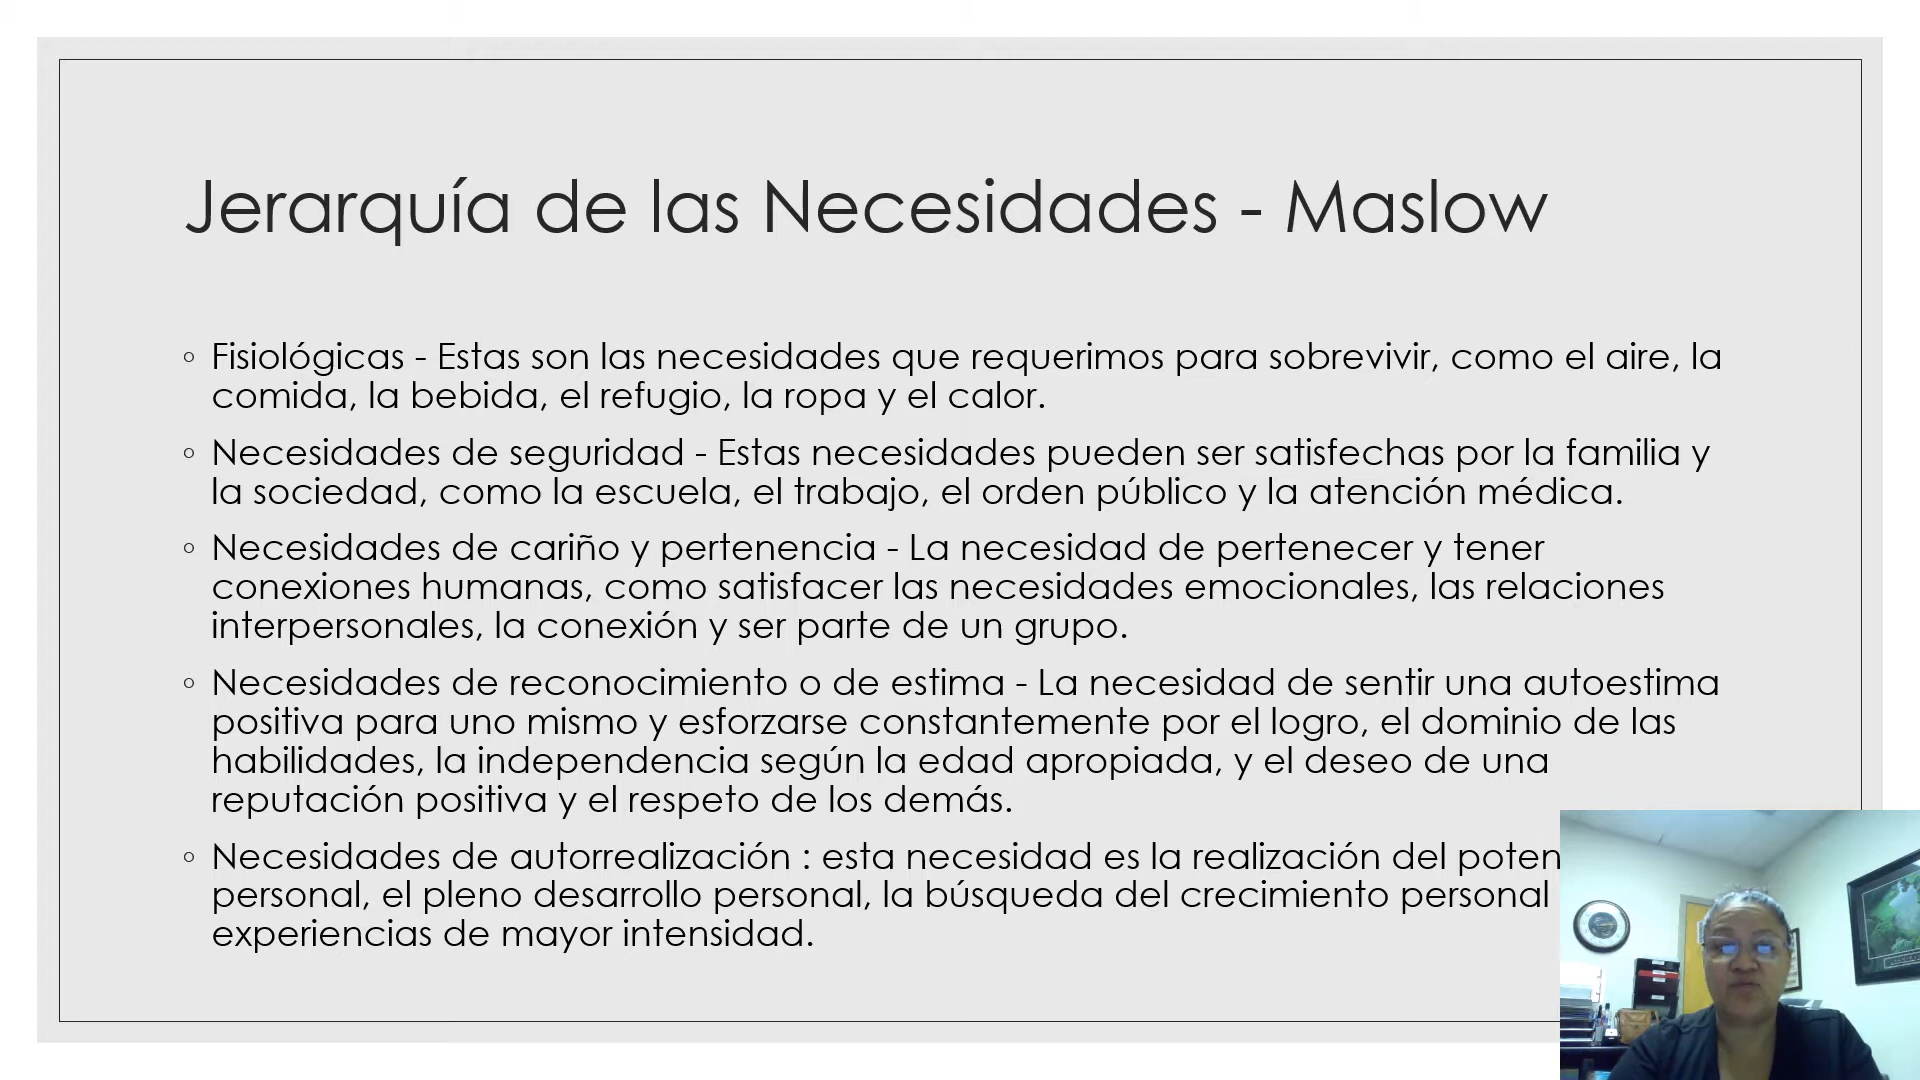 Jerarquía de las Necesidades - Maslow
◦ Fisiológicas - Estas son las necesidades que requerimos para sobrevivir, como el aire, la
comida, la bebida, el refugio, la ropa y el calor.
◦ Necesidades de seguridad - Estas necesidades pueden ser satisfechas por la familia y
la sociedad, como la escuela, el trabajo, el orden público y la atención médica.
◦ Necesidades de cariño y pertenencia - La necesidad de pertenecer y tener
conexiones humanas, como satisfacer las necesidades emocionales, las relaciones
interpersonales, la conexión y ser parte de un grupo.
◦ Necesidades de reconocimiento o de estima - La necesidad de sentir una autoestima
positiva para uno mismo y esforzarse constantemente por el logro, el dominio de las
habilidades, la independencia según la edad apropiada, y el deseo de una
reputación positiva y el respeto de los demás.
◦ Necesidades de autorrealización : esta necesidad es la realización del poten
personal, el pleno desarrollo personal, la búsqueda del crecimiento personal
experiencias de mayor intensidad.